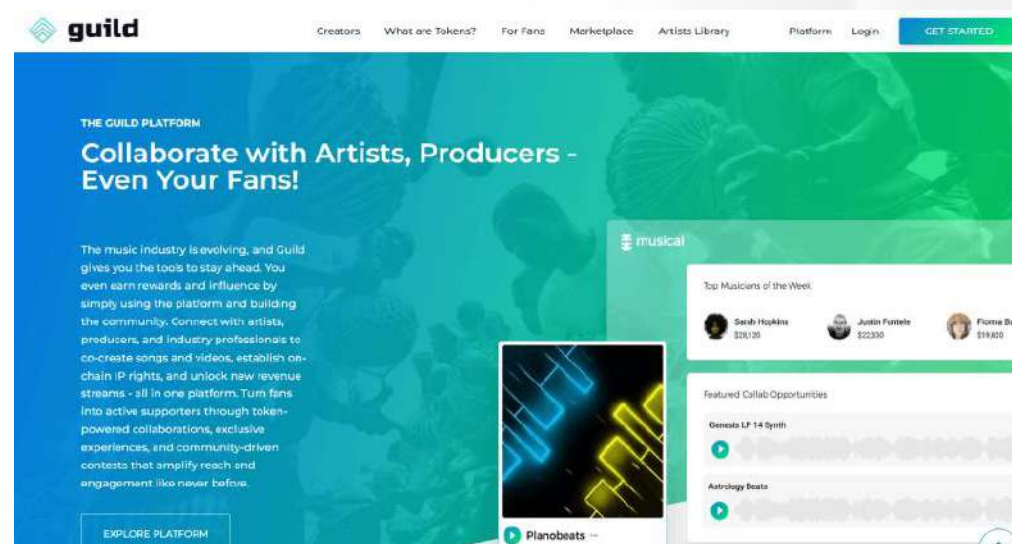 guild
Creators What are Tokens? For Fans Marketplace Artists Library Platform Login GET STARTED
THE GUILD PLATFORM
Collaborate with Artists, Producers -
Even Your Fans!
The music industry is evolving, and Guild
gives you the tools to stay ahead. You
even earn rewards and influence by
simply using the platform and building
the community. Connect with artists,
producers, and industry professionals to
co-create songs and videos, establish on-
chain IP rights, and unlock new revenue
streams - all in one platform. Turn fans
into active supporters through token-
powered collaborations, exclusive
experiences, and community-driven
contests that amplify reach and
engagement like never before.
EXPLORE PLATFORM
musical
Top Musicians of the Week
Sarah Hopkins
Justin Funtele
$22,300
$19,800
Featured Collab Opportunities
Genesis LF 14 Synth
Astrology Beats
Planobeats